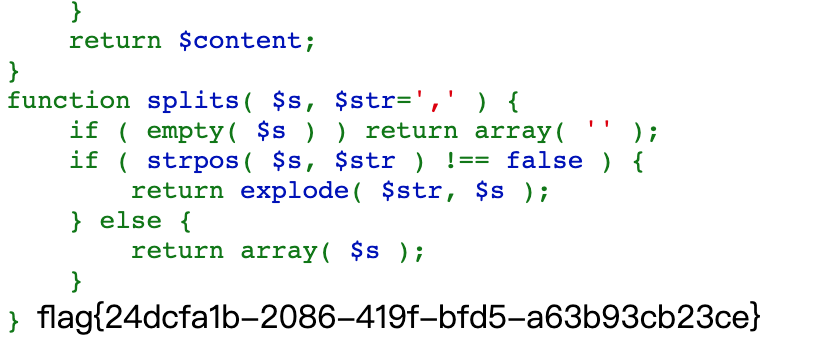 }
    return $content;
}
function splits( $s, $str=',' ) {
    if ( empty( $s ) ) return array( '' );
    if ( strpos( $s, $str ) !== false ) {
        return explode( $str, $s );
    } else {
        return array( $s );
    }
} flag{24dcfa1b-2086-419f-bfd5-a63b93cb23ce}